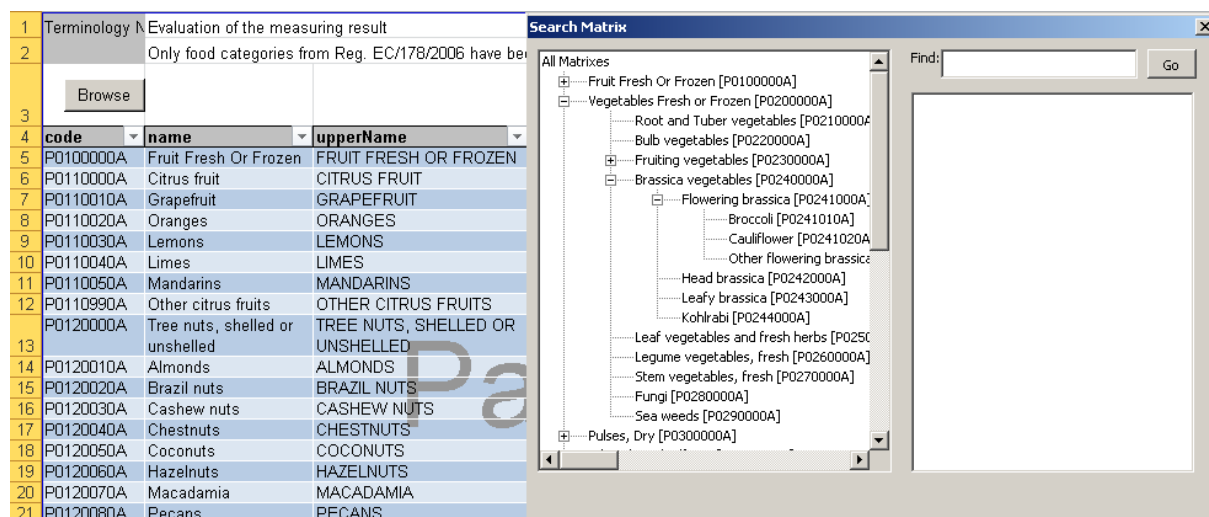 1 Terminology N Evaluation of the measuring result
2 Only food categories from Reg. EC/178/2006 have bee
3 Browse
4 code name upperName
5 P0100000A Fruit Fresh Or Frozen FRUIT FRESH OR FROZEN
6 P0110000A Citrus fruit CITRUS FRUIT
7 P0110010A Grapefruit GRAPEFRUIT
8 P0110020A Oranges ORANGES
9 P0110030A Lemons LEMONS
10 P0110040A Limes LIMES
11 P0110050A Mandarins MANDARINS
12 P0110990A Other citrus fruits OTHER CITRUS FRUITS
P0120000A Tree nuts, shelled or TREE NUTS, SHELLED OR
13 unshelled UNSHELLED
14 P0120010A Almonds ALMONDS
15 P0120020A Brazil nuts BRAZIL NUTS
16 P0120030A Cashew nuts CASHEW NUTS
17 P0120040A Chestnuts CHESTNUTS
18 P0120050A Coconuts COCONUTS
19 P0120060A Hazelnuts HAZELNUTS
20 P0120070A Macadamia MACADAMIA
21 P0120080A Pecans PECANS
Pa
Search Matrix
All Matrixes
Fruit Fresh Or Frozen [P0100000A]
Vegetables Fresh or Frozen [P0200000A]
Root and Tuber vegetables [P0210000A
Bulb vegetables [P0220000A]
Fruiting vegetables [P0230000A]
Brassica vegetables [P0240000A]
Flowering brassica [P0241000A]
Broccoli [P0241010A]
Cauliflower [P0241020A
Other flowering brassica
Head brassica [P0242000A]
Leafy brassica [P0243000A]
Kohlrabi [P0244000A]
Leaf vegetables and fresh herbs [P0250
Legume vegetables, fresh [P0260000A]
Stem vegetables, fresh [P0270000A]
Fungi [P0280000A]
Sea weeds [P0290000A]
Pulses, Dry [P0300000A]
Find:
Go